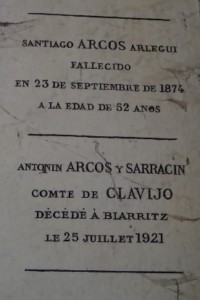 SANTIAGO ARCOS ARLEGUI
FALLECIDO
EN 23 DE SEPTIEMBRE DE 1874
A LA EDAD DE 52 ANOS
ANTONIN ARCOS Y SARRACIN
COMTE DE CLAVIJO
DÉCÉDÉ À BIARRITZ
LE 25 JUILLET 1921